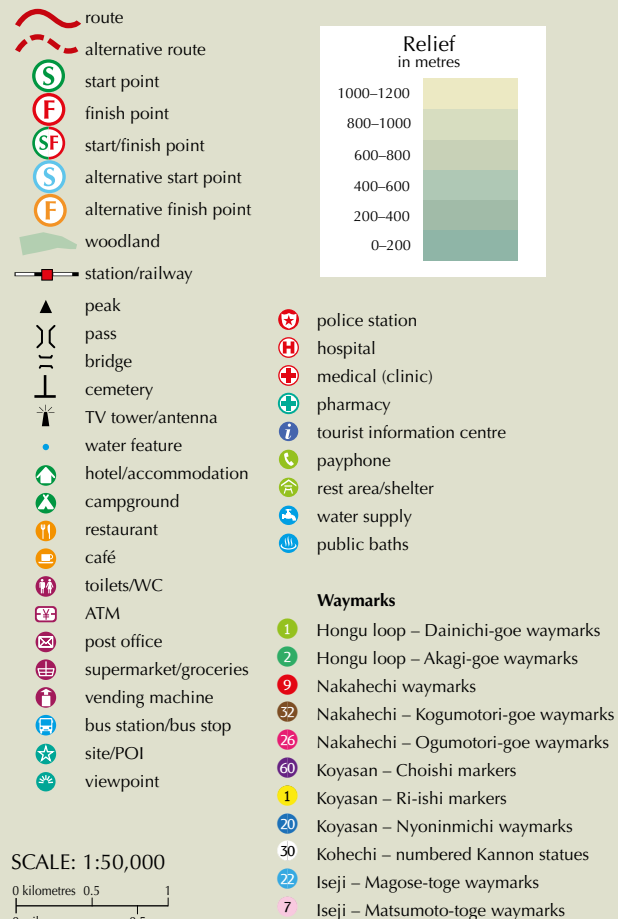 route
alternative route
S start point
F finish point
SF start/finish point
S alternative start point
F alternative finish point
woodland
station/railway
peak
pass
bridge
cemetery
TV tower/antenna
water feature
hotel/accommodation
campground
restaurant
café
toilets/WC
¥ ATM
post office
supermarket/groceries
vending machine
bus station/bus stop
site/POI
viewpoint
SCALE: 1:50,000
0 kilometres 0.5 1
Relief
in metres
1000–1200
800–1000
600–800
400–600
200–400
0–200
police station
H hospital
medical (clinic)
pharmacy
i tourist information centre
payphone
rest area/shelter
water supply
public baths
Waymarks
1 Hongu loop – Dainichi-goe waymarks
2 Hongu loop – Akagi-goe waymarks
9 Nakahechi waymarks
32 Nakahechi – Kogumotori-goe waymarks
26 Nakahechi – Ogumotori-goe waymarks
60 Koyasan – Choishi markers
1 Koyasan – Ri-ishi markers
20 Koyasan – Nyoninmichi waymarks
30 Kohechi – numbered Kannon statues
22 Iseji – Magose-toge waymarks
7 Iseji – Matsumoto-toge waymarks